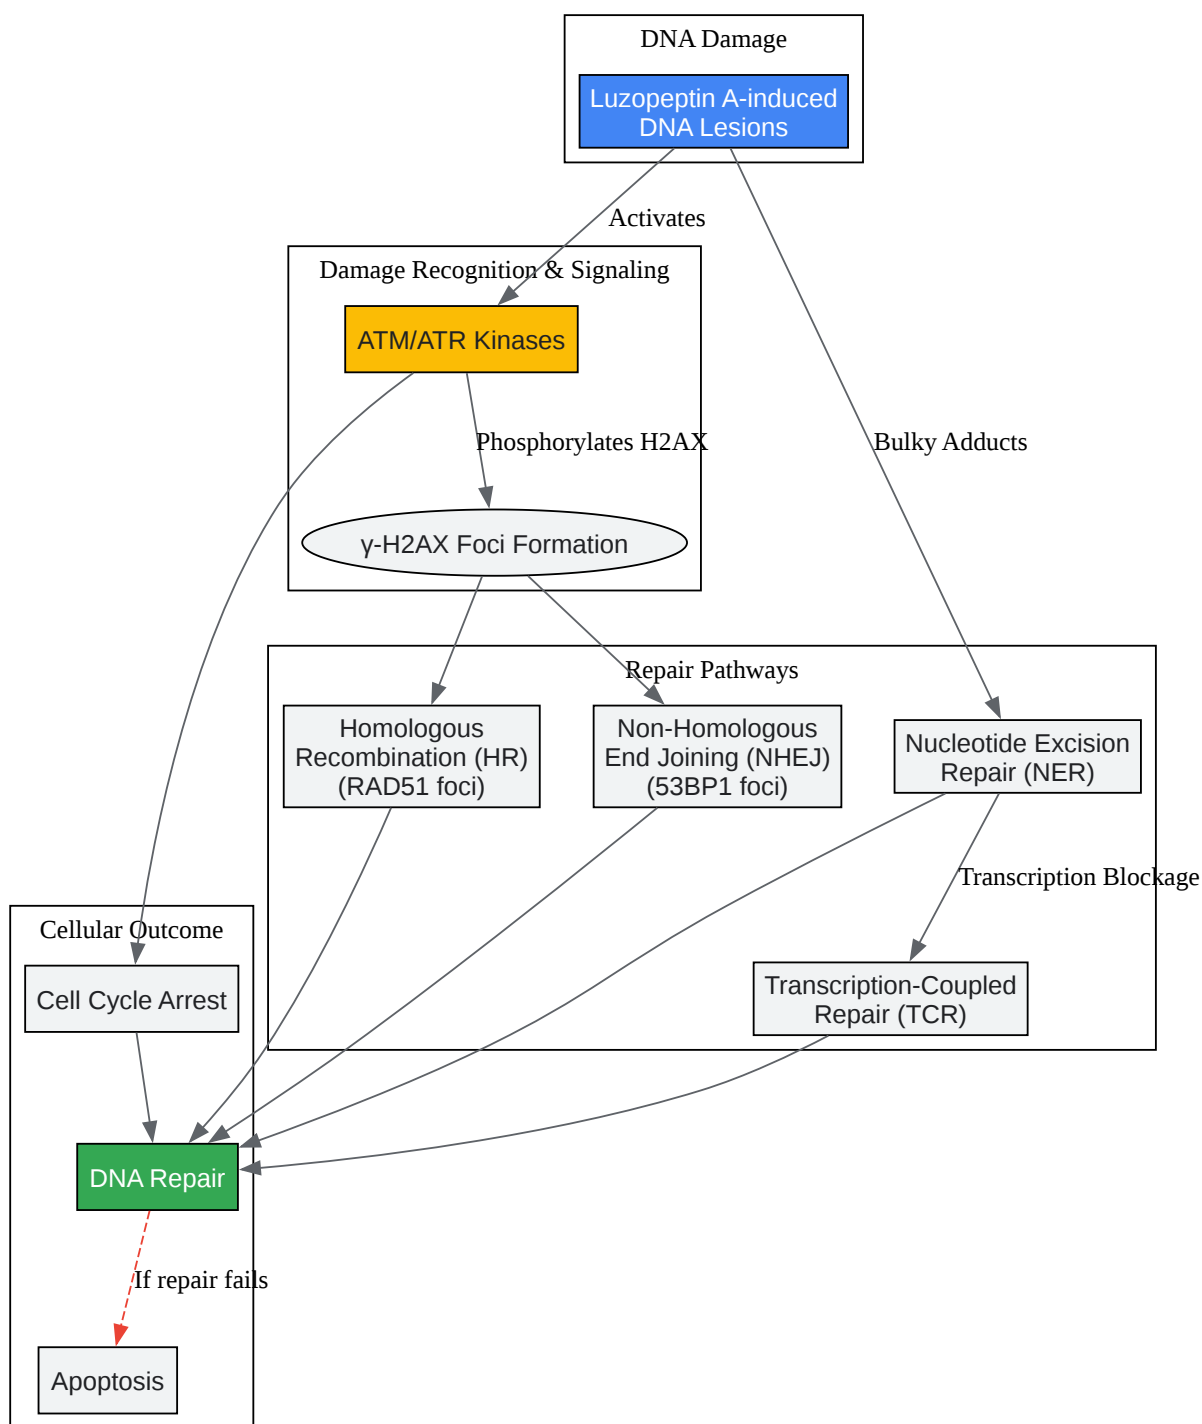 DNA Damage
Luzopeptin A-induced
DNA Lesions
Activates
Damage Recognition & Signaling
ATM/ATR Kinases
Phosphorylates H2AX
Bulky Adducts
γ-H2AX Foci Formation
Repair Pathways
Homologous
Recombination (HR)
(RAD51 foci)
Non-Homologous
End Joining (NHEJ)
(53BP1 foci)
Nucleotide Excision
Repair (NER)
Transcription Blockage
Cellular Outcome
Cell Cycle Arrest
Transcription-Coupled
Repair (TCR)
DNA Repair
If repair fails
Apoptosis